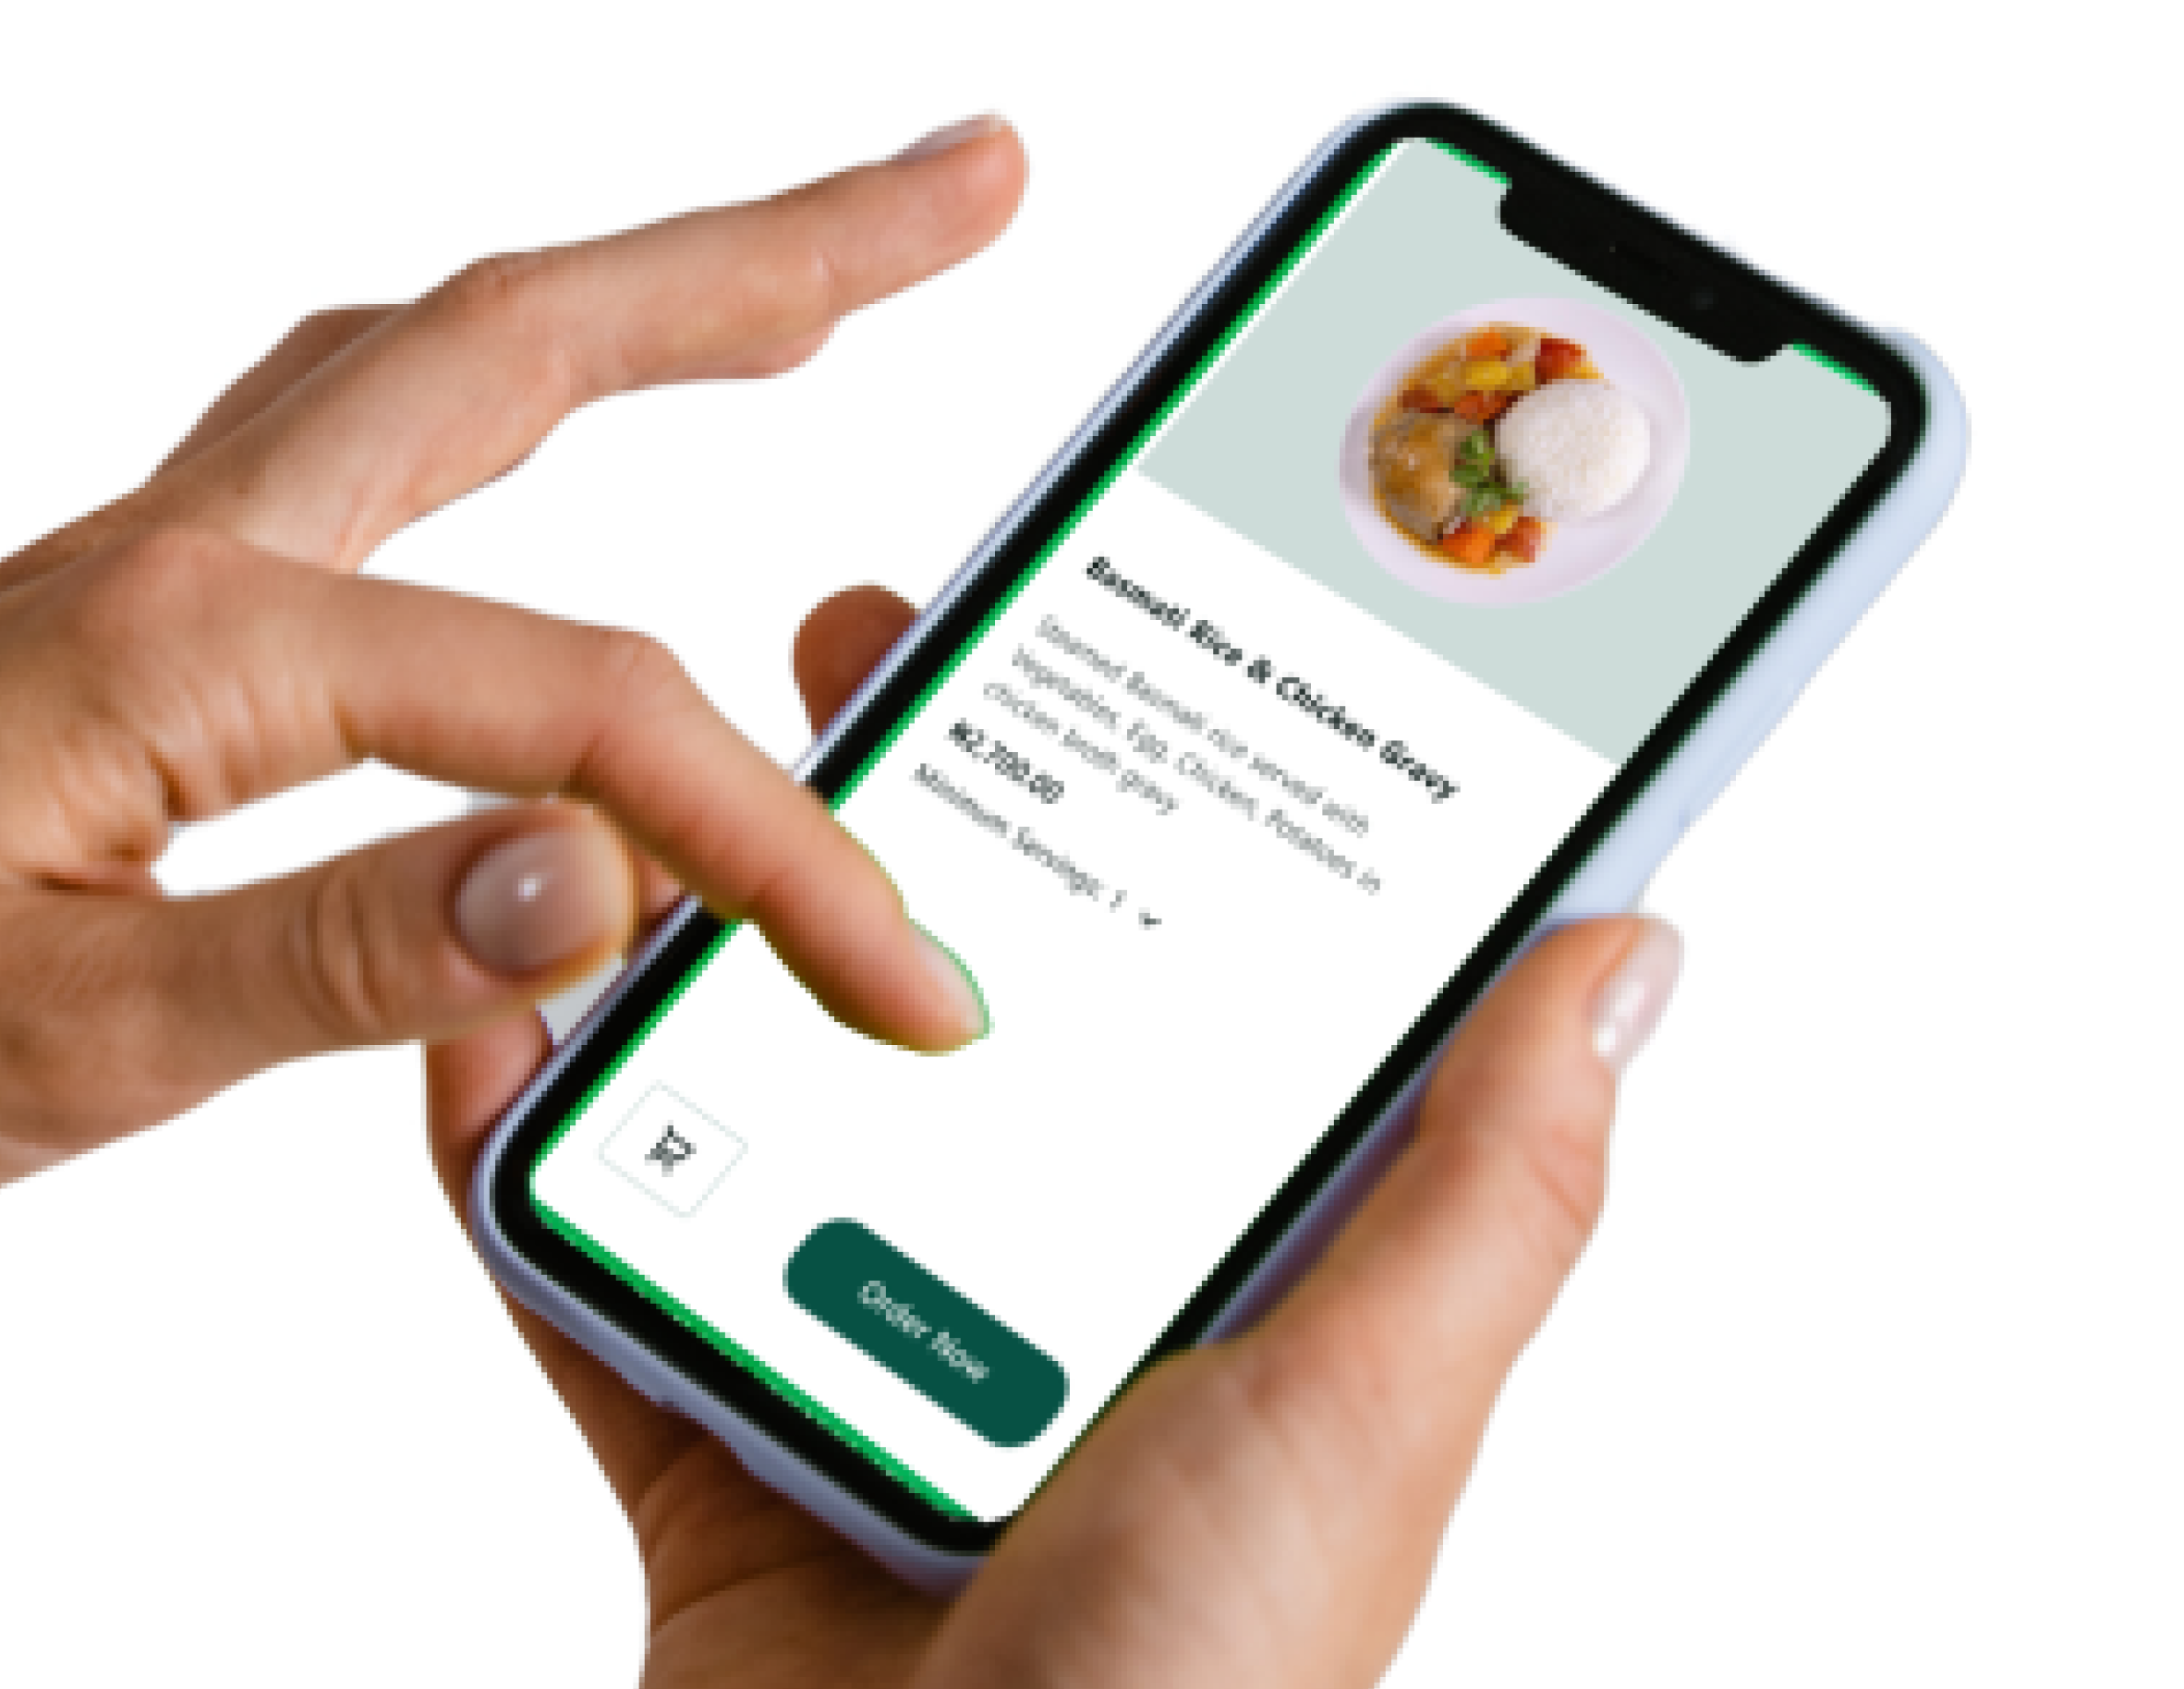 Basmati Rice & Chicken Gravy
Steamed Basmati rice served with
Vegetables, Egg, Chicken, Potatoes in
chicken broth gravy
₦2,700.00
Minimum Servings: 1
Order Now